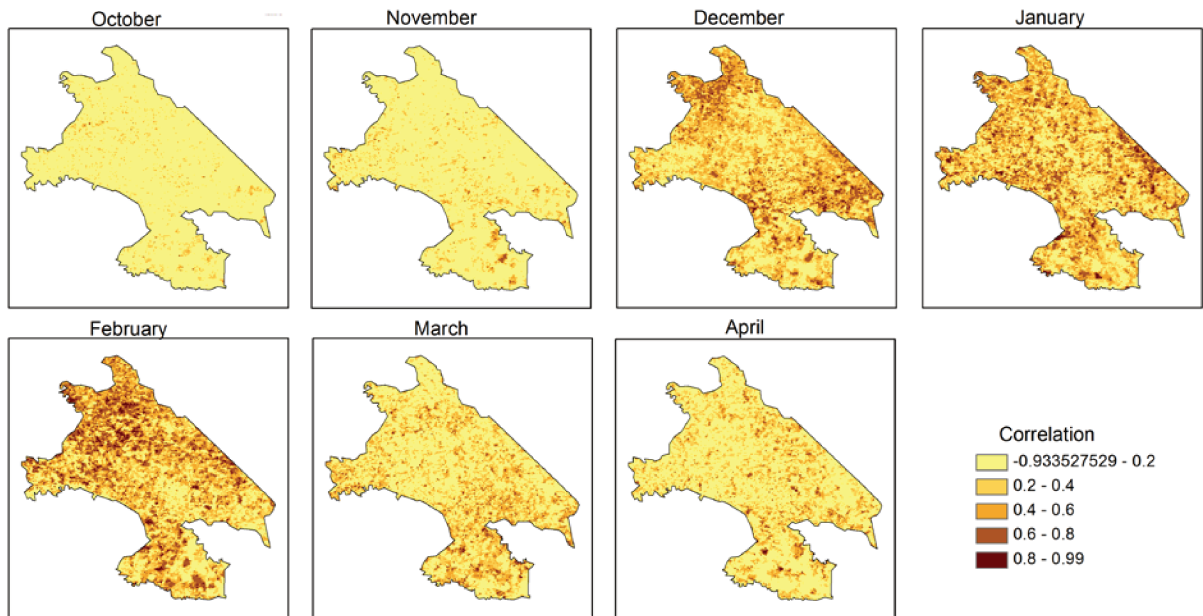 October
November
December
January
February
March
April
Correlation
-0.933527529 - 0.2
0.2 - 0.4
0.4 - 0.6
0.6 - 0.8
0.8 - 0.99